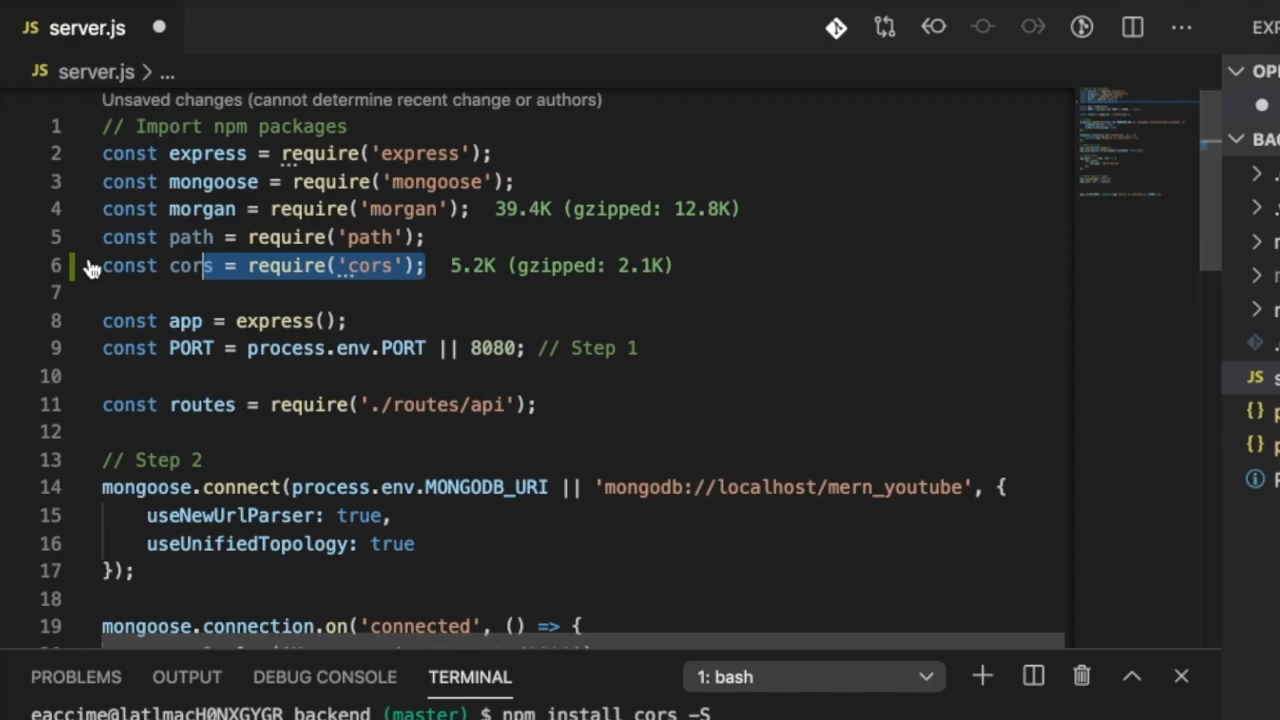 JS server.js
EXP
JS server.js > ...
OP
Unsaved changes (cannot determine recent change or authors)
1 // Import npm packages
2 const express = require('express');
3 const mongoose = require('mongoose');
4 const morgan = require('morgan'); 39.4K (gzipped: 12.8K)
5 const path = require('path');
6 const cors = require('cors'); 5.2K (gzipped: 2.1K)
7
8 const app = express();
9 const PORT = process.env.PORT || 8080; // Step 1
10
11 const routes = require('./routes/api');
12
13 // Step 2
14 mongoose.connect(process.env.MONGODB_URI || 'mongodb://localhost/mern_youtube', {
15 useNewUrlParser: true,
16 useUnifiedTopology: true
17 });
18
19 mongoose.connection.on('connected', () => {
BAC
JS s
{} p
{} p
PROBLEMS OUTPUT DEBUG CONSOLE TERMINAL 1: bash
eaccime@latlmacH0NXGYGR backend (master) $ npm install cors -S